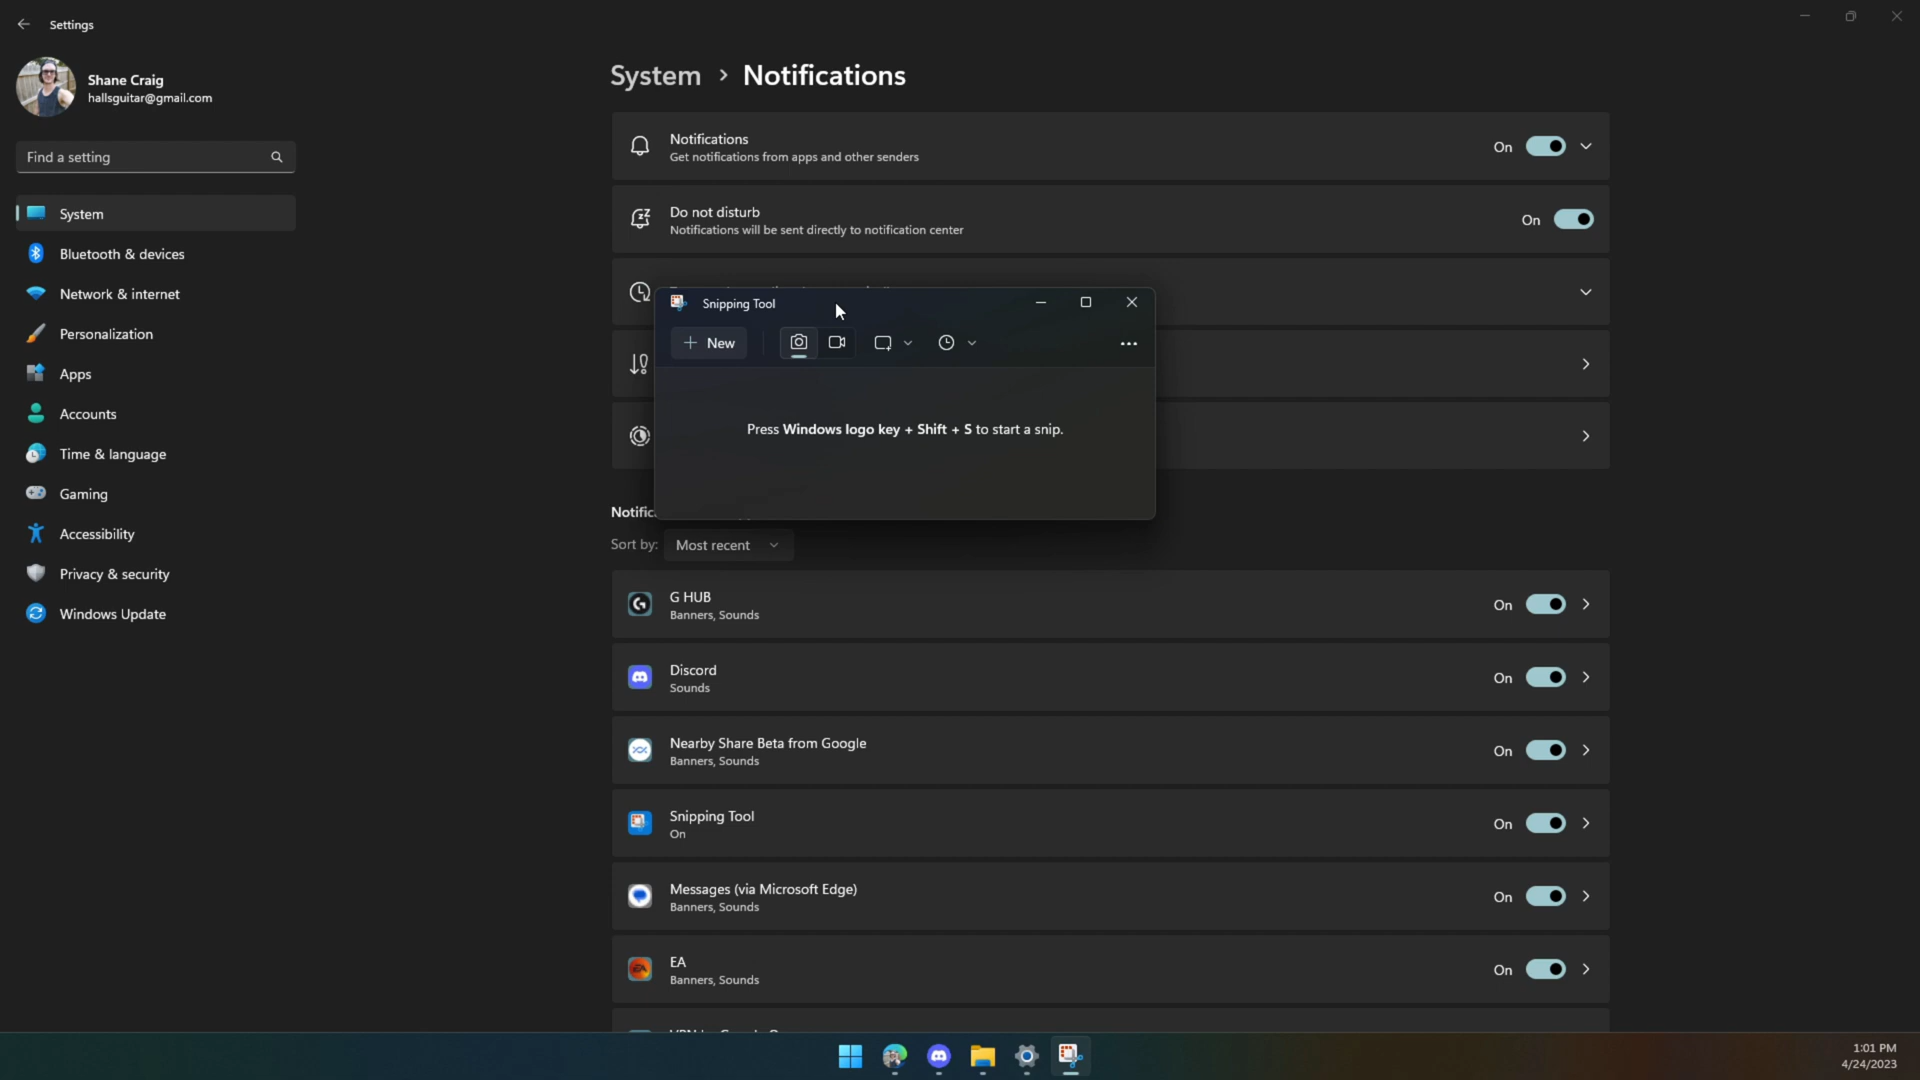 Settings
Shane Craig
hallsguitar@gmail.com
Find a setting
System
Bluetooth & devices
Network & internet
Personalization
Apps
Accounts
Time & language
Gaming
Accessibility
Privacy & security
Windows Update
System > Notifications
Notifications
Get notifications from apps and other senders
On
Do not disturb
Notifications will be sent directly to notification center
On
Snipping Tool
New
Press Windows logo key + Shift + S to start a snip.
Sort by: Most recent
G HUB
Banners, Sounds
On
Discord
Sounds
On
Nearby Share Beta from Google
Banners, Sounds
On
Snipping Tool
On
On
Messages (via Microsoft Edge)
Banners, Sounds
On
EA
Banners, Sounds
On
1:01 PM
4/24/2023